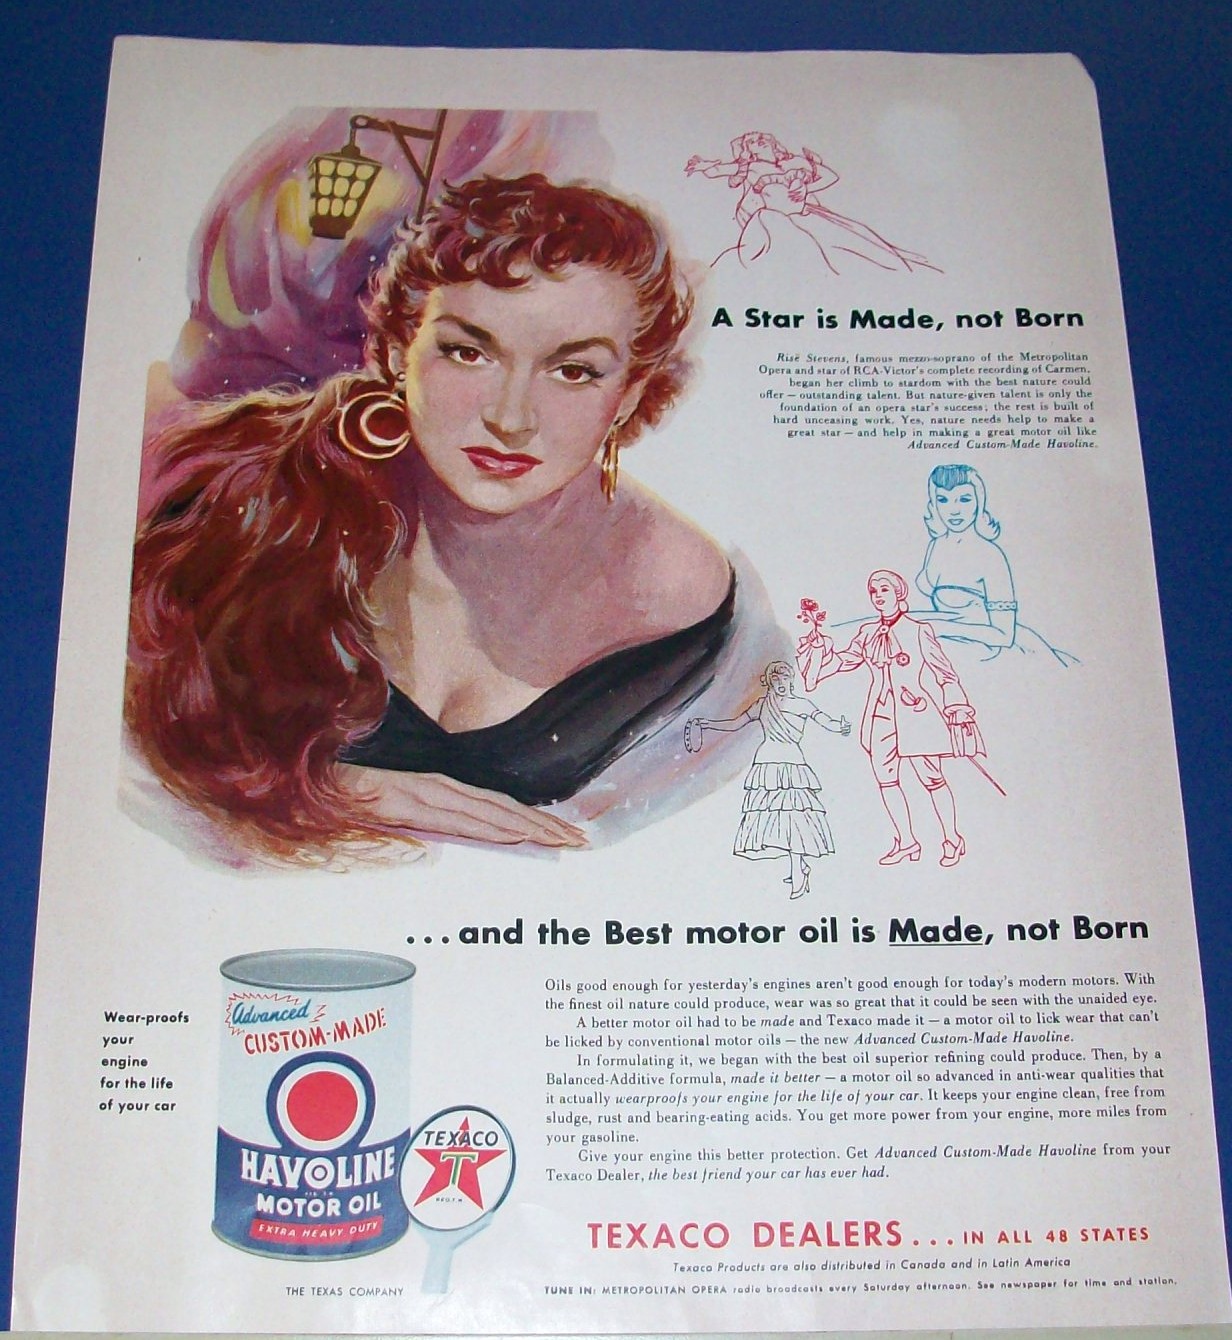 A Star is Made, not Born
Risë Stevens, famous mezzo-soprano of the Metropolitan
Opera and star of RCA-Victor's complete recording of Carmen,
began her climb to stardom with the best nature could
offer — outstanding talent. But nature-given talent is only the
foundation of an opera star's success; the rest is built of
hard unceasing work. Yes, nature needs help to make a
great star — and help in making a great motor oil like
Advanced Custom-Made Havoline.
...and the Best motor oil is Made, not Born
Wear-proofs
your
engine
for the life
of your car
Advanced
CUSTOM-MADE
HAVOLINE
MOTOR OIL
EXTRA HEAVY DUTY
TEXACO
T
REG. T.M.
Oils good enough for yesterday's engines aren't good enough for today's modern motors. With
the finest oil nature could produce, wear was so great that it could be seen with the unaided eye.
A better motor oil had to be made and Texaco made it — a motor oil to lick wear that can't
be licked by conventional motor oils — the new Advanced Custom-Made Havoline.
In formulating it, we began with the best oil superior refining could produce. Then, by a
Balanced-Additive formula, made it better — a motor oil so advanced in anti-wear qualities that
it actually wearproofs your engine for the life of your car. It keeps your engine clean, free from
sludge, rust and bearing-eating acids. You get more power from your engine, more miles from
your gasoline.
Give your engine this better protection. Get Advanced Custom-Made Havoline from your
Texaco Dealer, the best friend your car has ever had.
TEXACO DEALERS... IN ALL 48 STATES
Texaco Products are also distributed in Canada and in Latin America
THE TEXAS COMPANY
TUNE IN: METROPOLITAN OPERA radio broadcasts every Saturday afternoon. See newspaper for time and station.